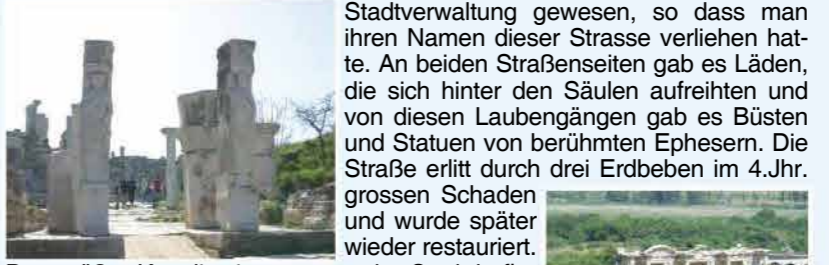 Stadtverwaltung gewesen, so dass man
ihren Namen dieser Strasse verliehen hat-
te. An beiden Straßenseiten gab es Läden,
die sich hinter den Säulen aufreihten und
von diesen Laubengängen gab es Büsten
und Statuen von berühmten Ephesern. Die
Straße erlitt durch drei Erdbeben im 4.Jhr.
grossen Schaden
und wurde später
wieder restauriert.